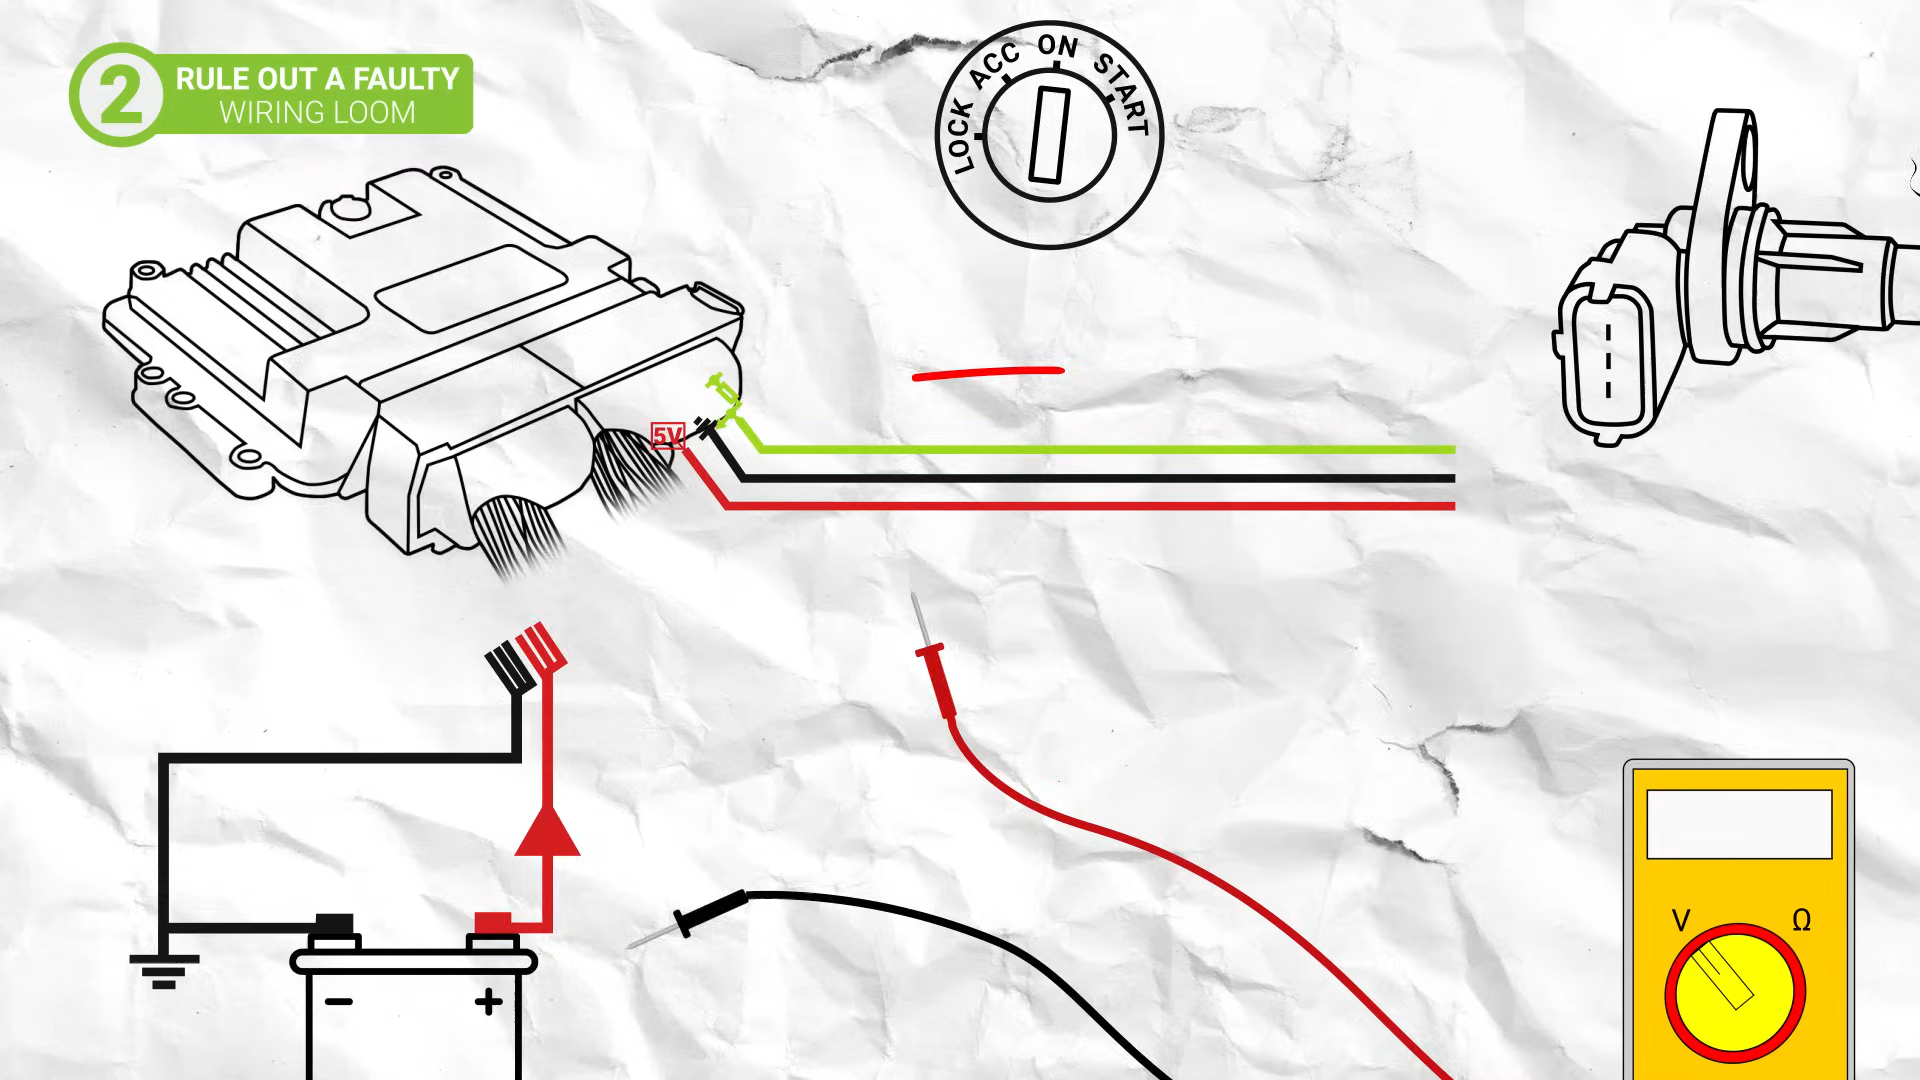 2
RULE OUT A FAULTY
WIRING LOOM
LOCK ACC ON START
5V
V Ω
- +